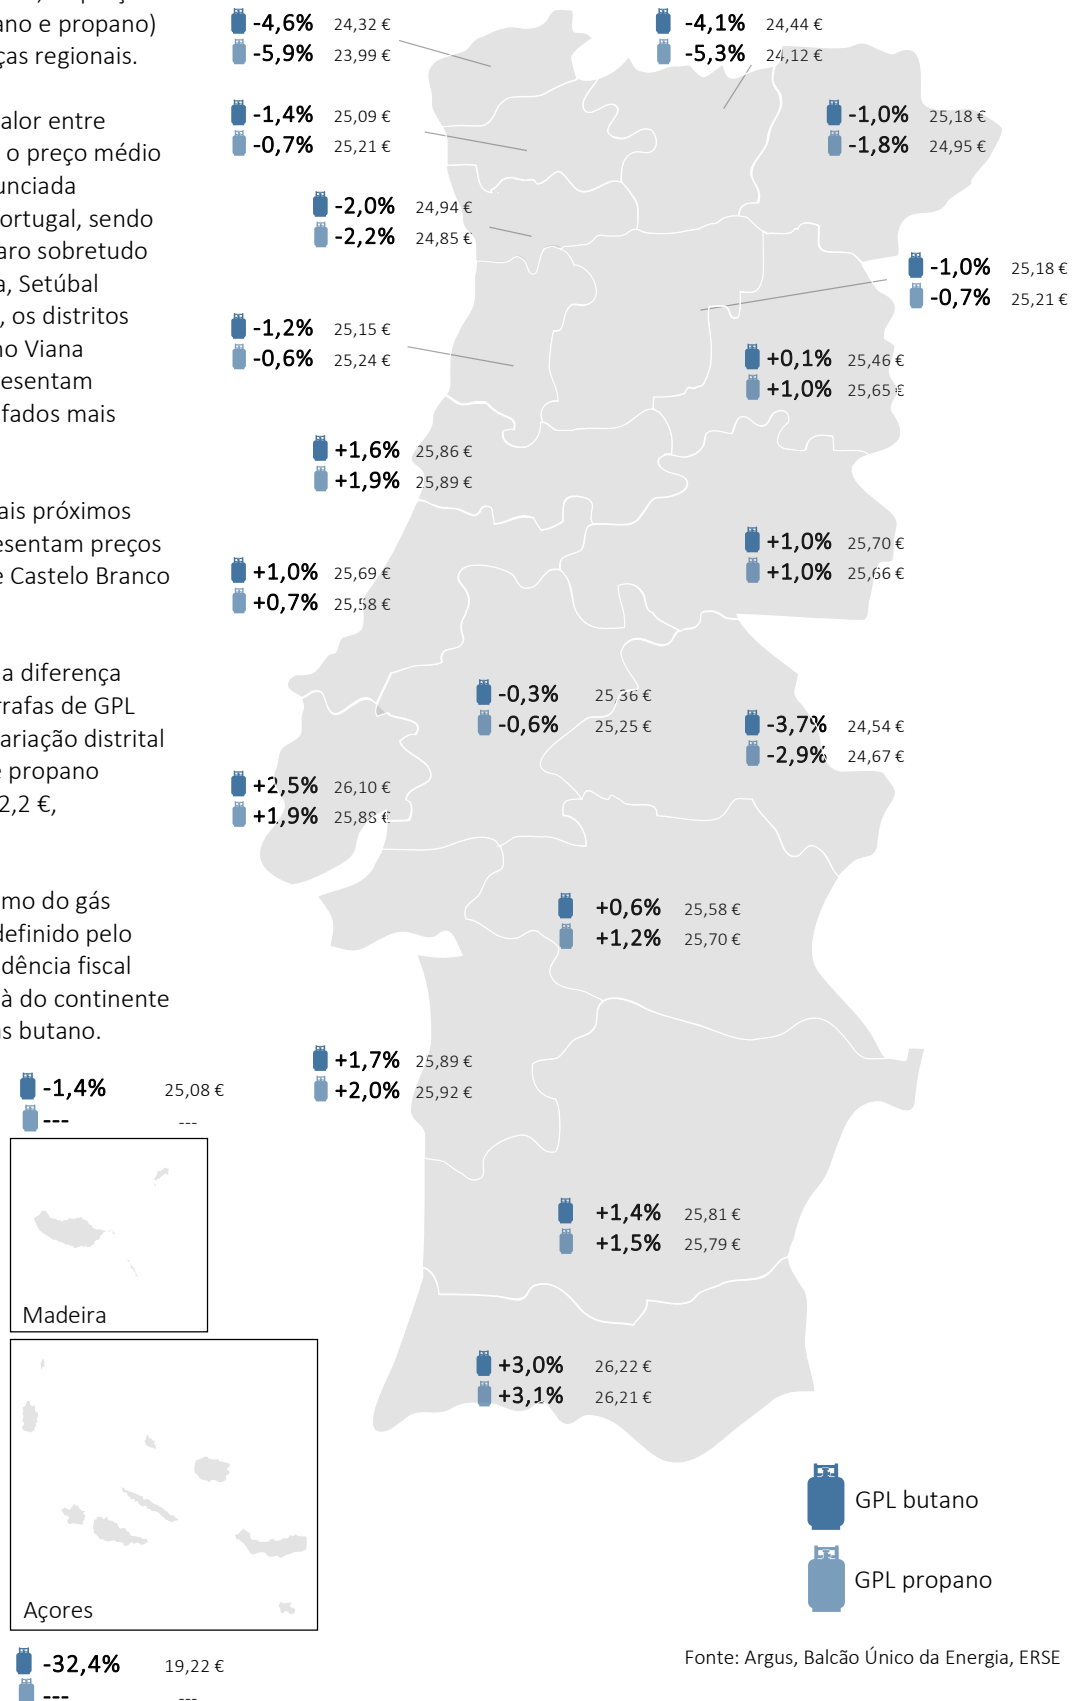 ano e propano)
ças regionais.
alor entre
o preço médio
unciada
ortugal, sendo
aro sobretudo
a, Setúbal
, os distritos
no Viana
esentam
fados mais
ais próximos
esentam preços
e Castelo Branco
a diferença
rrafas de GPL
ariação distrital
e propano
2,2 €,
mo do gás
definido pelo
dência fiscal
à do continente
as butano.
-4,6% 24,32 €
-5,9% 23,99 €
-4,1% 24,44 €
-5,3% 24,12 €
-1,4% 25,09 €
-0,7% 25,21 €
-1,0% 25,18 €
-1,8% 24,95 €
-2,0% 24,94 €
-2,2% 24,85 €
-1,0% 25,18 €
-0,7% 25,21 €
-1,2% 25,15 €
-0,6% 25,24 €
+0,1% 25,46 €
+1,0% 25,65 €
+1,6% 25,86 €
+1,9% 25,89 €
+1,0% 25,70 €
+1,0% 25,66 €
+1,0% 25,69 €
+0,7% 25,58 €
-0,3% 25,36 €
-0,6% 25,25 €
-3,7% 24,54 €
-2,9% 24,67 €
+2,5% 26,10 €
+1,9% 25,88 €
+0,6% 25,58 €
+1,2% 25,70 €
+1,7% 25,89 €
+2,0% 25,92 €
-1,4% 25,08 €
--- ---
Madeira
+1,4% 25,81 €
+1,5% 25,79 €
+3,0% 26,22 €
+3,1% 26,21 €
Açores
-32,4% 19,22 €
--- ---
GPL butano
GPL propano
Fonte: Argus, Balcão Único da Energia, ERSE